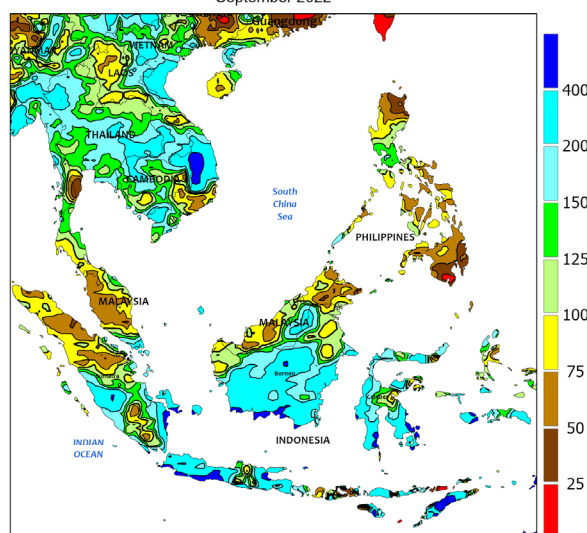 September 2022
Guangdong
VIETNAM
LAOS
THAILAND
CAMBODIA
South
China
Sea
PHILIPPINES
MALAYSIA
MALAYSIA
Borneo
INDONESIA
INDIAN
OCEAN
400
200
150
125
100
75
50
25